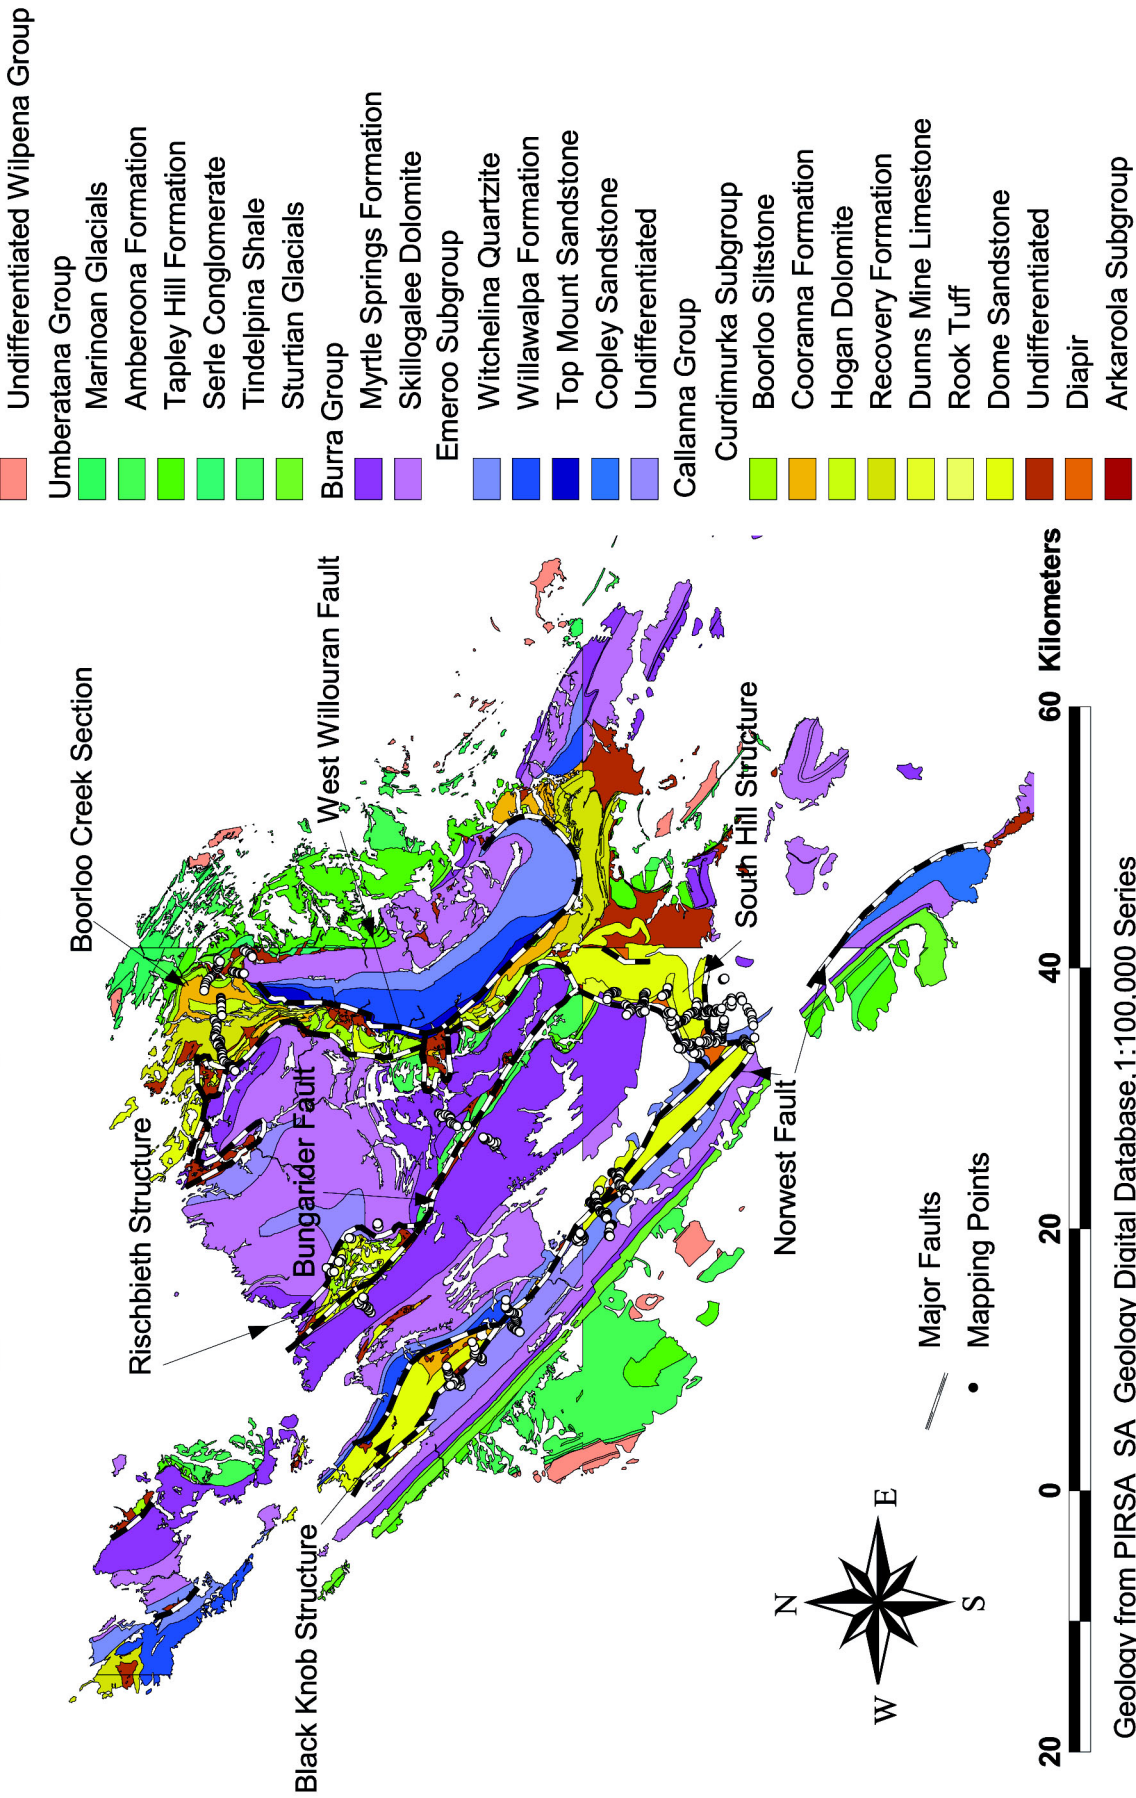 Undifferentiated Wilpena Group
Umberatana Group
Marinoan Glacials
Amberoona Formation
Tapley Hill Formation
Serle Conglomerate
Tindelpina Shale
Sturtian Glacials
Burra Group
Myrtle Springs Formation
Skillogalee Dolomite
Emeroo Subgroup
Witchelina Quartzite
Willawalpa Formation
Top Mount Sandstone
Copley Sandstone
Undifferentiated
Callanna Group
Curdimurka Subgroup
Boorloo Siltstone
Cooranna Formation
Hogan Dolomite
Recovery Formation
Dunns Mine Limestone
Rook Tuff
Dome Sandstone
Undifferentiated
Diapir
Arkaroola Subgroup
Boorloo Creek Section
West Willouran Fault
Rischbieth Structure
Bungarider Fault
South Hill Structure
Norwest Fault
Black Knob Structure
Major Faults
Mapping Points
N
E
S
W
20
0
20
40
60
Kilometers
Geology from PIRSA SA Geology Digital Database,1:100,000 Series